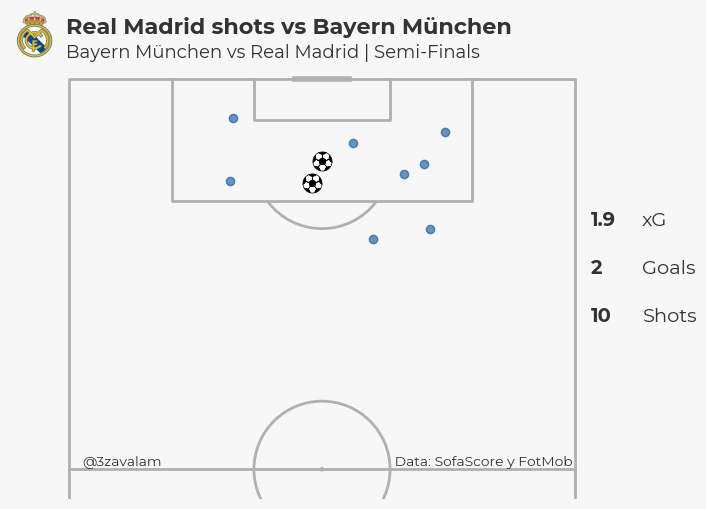 Real Madrid shots vs Bayern München
Bayern München vs Real Madrid | Semi-Finals
1.9 xG
2 Goals
10 Shots
@3zavalam
Data: SofaScore y FotMob